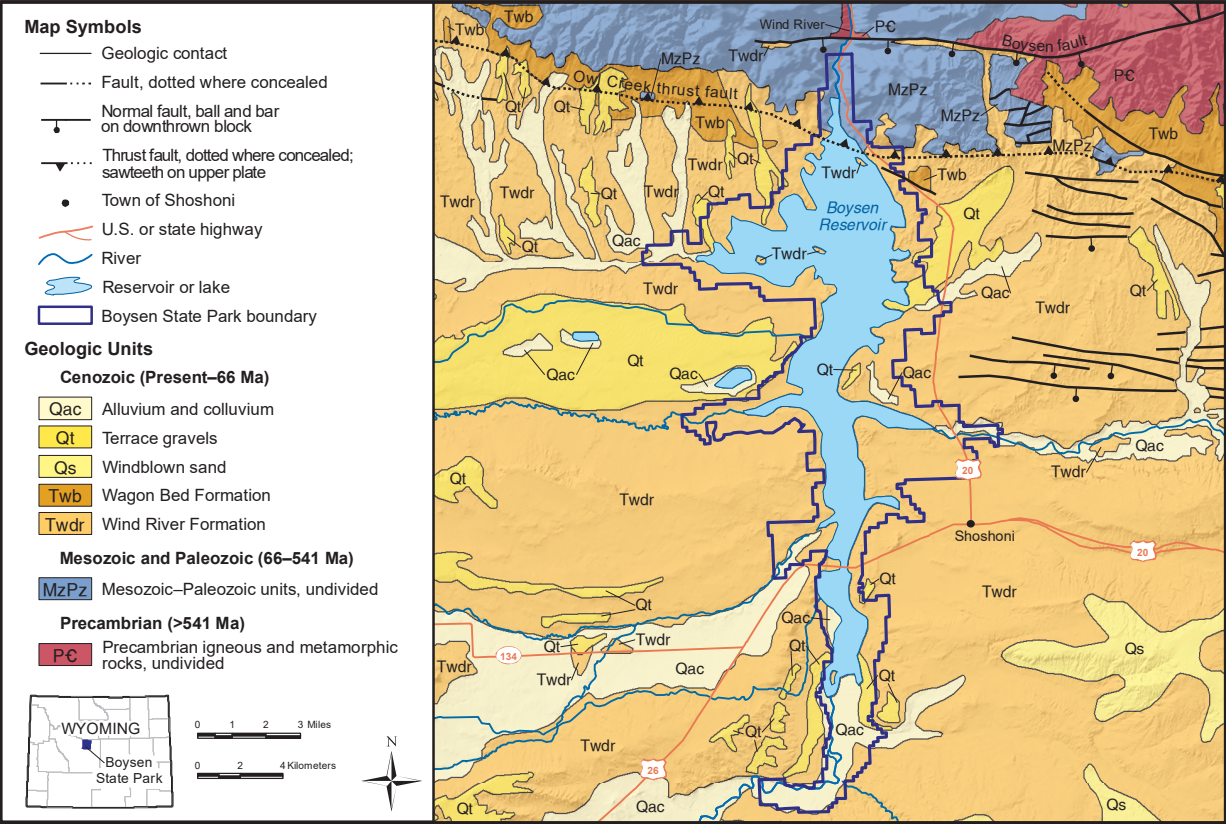 Map Symbols
Geologic contact
Fault, dotted where concealed
Normal fault, ball and bar
on downthrown block
Thrust fault, dotted where concealed;
sawteeth on upper plate
Town of Shoshoni
U.S. or state highway
River
Reservoir or lake
Boysen State Park boundary
Geologic Units
Cenozoic (Present–66 Ma)
Qac Alluvium and colluvium
Qt Terrace gravels
Qs Windblown sand
Twb Wagon Bed Formation
Twdr Wind River Formation
Mesozoic and Paleozoic (66–541 Ma)
MzPz Mesozoic–Paleozoic units, undivided
Precambrian (>541 Ma)
P€ Precambrian igneous and metamorphic
rocks, undivided
WYOMING
Boysen
State Park
0 1 2 3 Miles
0 2 4 Kilometers
N
Twb
Twb
Wind River
P€
Twdr
MzPz
Boysen fault
P€
Owl Creek thrust fault
MzPz
MzPz
MzPz
Qt
Qt
Twb
Twb
Twdr
Qt
Twdr
Twb
Twdr
Twdr
Qt
Twdr
Qt
Boysen
Reservoir
Qt
Qt
Qac
Twdr
Twdr
Qac
Twdr
Qt
Qt
Qac
Qac
Qt
Qac
Qac
Twdr
20
Qt
Twdr
Shoshoni
20
Qt
Qt
Twdr
Qac
Qt
Twdr
134
Twdr
Twdr
Qac
Qt
Qt
Qs
Qt
Qac
Twdr
26
Qt
Qac
Qs